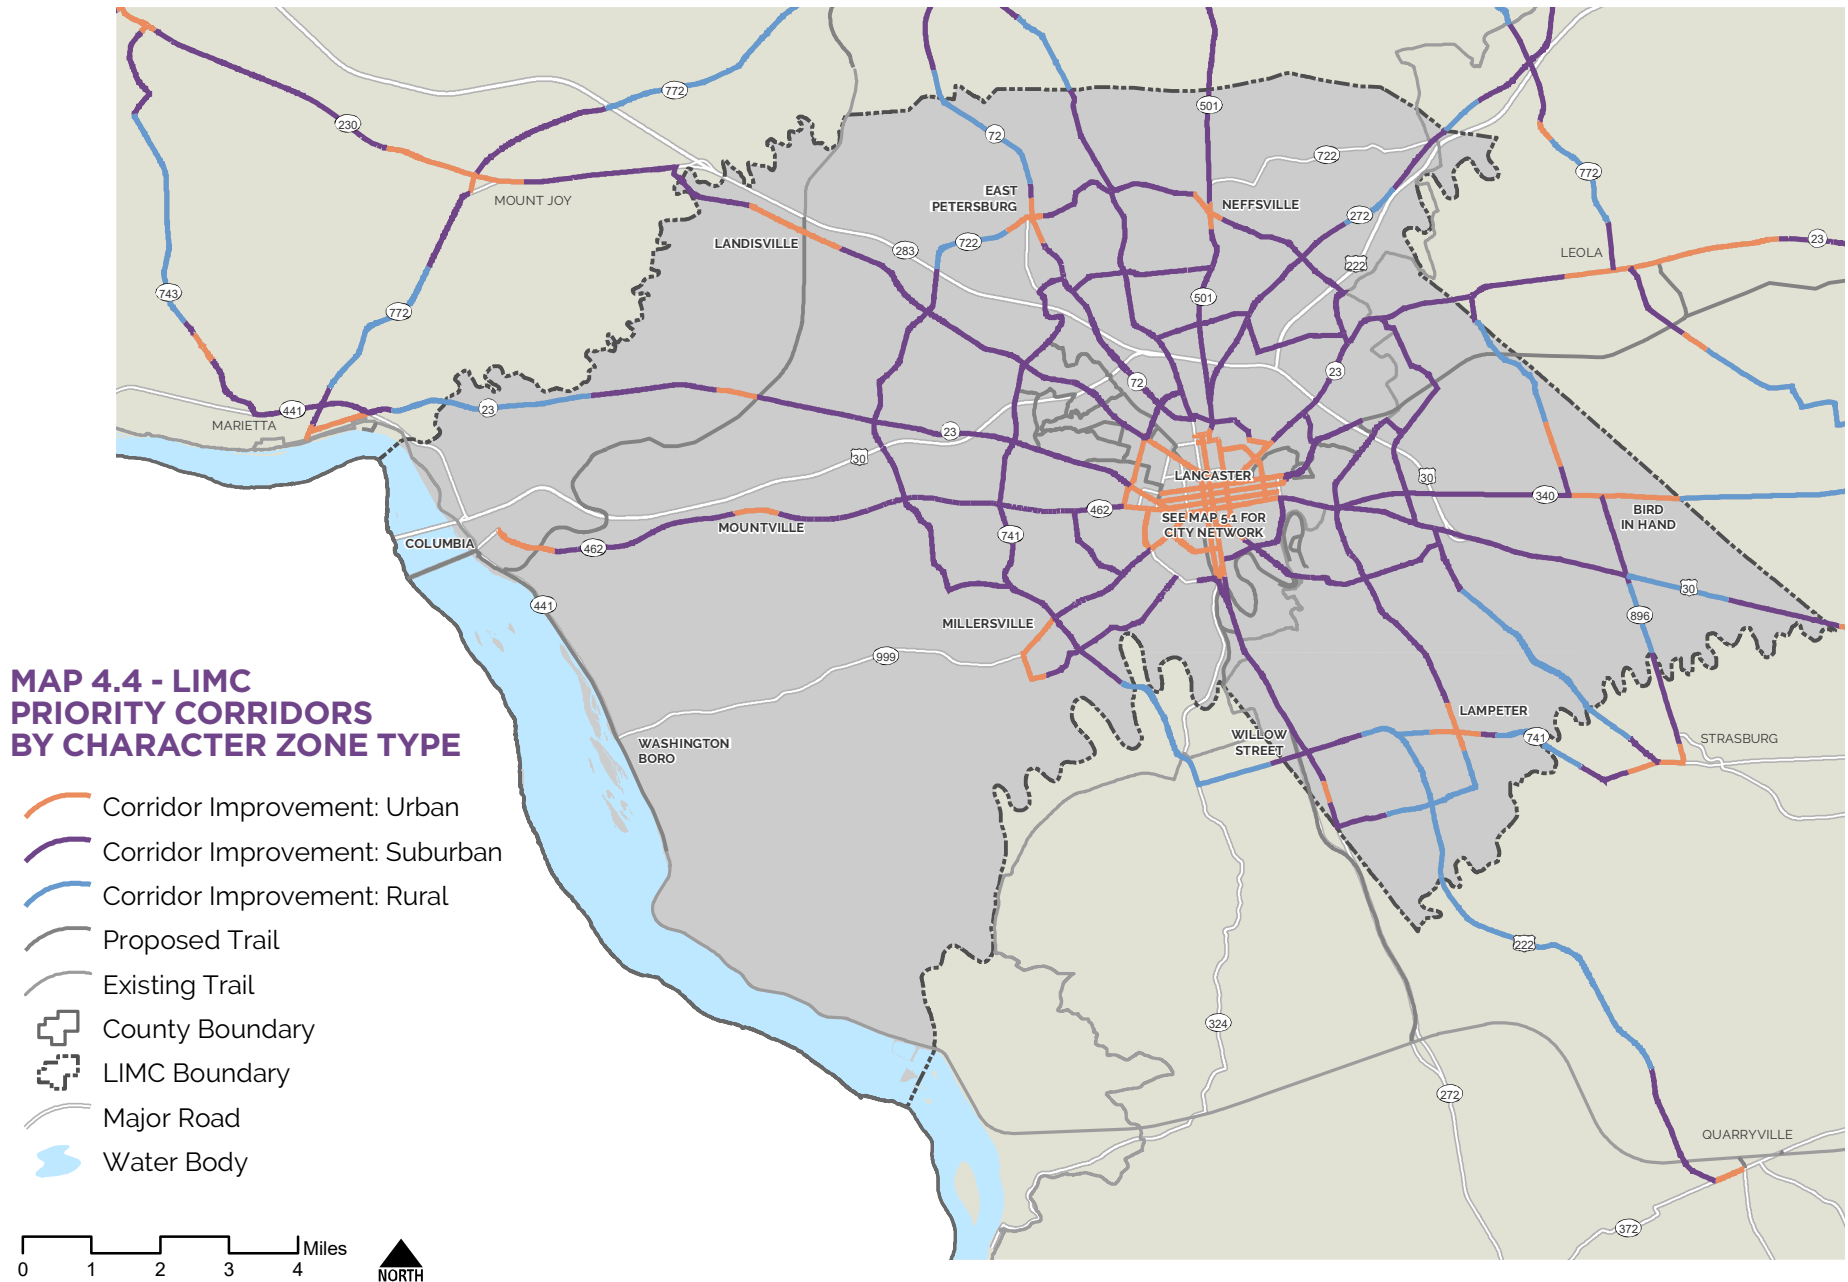 501
72
722
772
230
772
EAST
PETERSBURG
NEFFSVILLE
MOUNT JOY
272
LANDISVILLE
283
722
LEOLA
23
222
743
501
772
23
72
441
23
MARIETTA
23
30
LANCASTER
30
340
462
SEE MAP 5.1 FOR
CITY NETWORK
BIRD
IN HAND
MOUNTVILLE
741
COLUMBIA
462
30
441
896
MILLERSVILLE
999
MAP 4.4 - LIMC
PRIORITY CORRIDORS
BY CHARACTER ZONE TYPE
LAMPETER
WASHINGTON
BORO
WILLOW
STREET
741
STRASBURG
Corridor Improvement: Urban
Corridor Improvement: Suburban
Corridor Improvement: Rural
Proposed Trail
Existing Trail
County Boundary
LIMC Boundary
Major Road
Water Body
222
324
272
QUARRYVILLE
372
Miles
0 1 2 3 4
NORTH